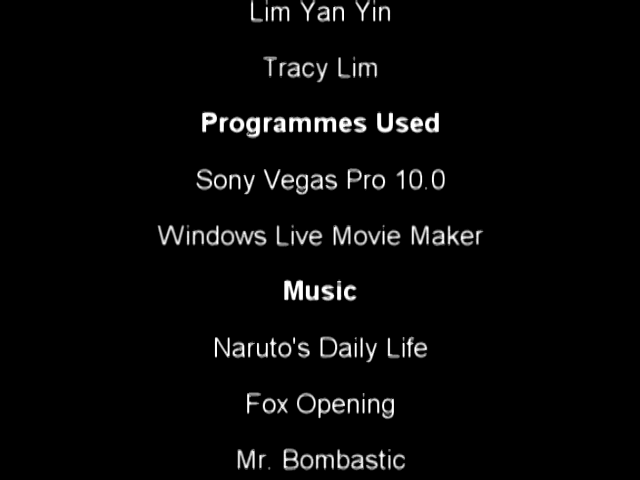 Lim Yan Yin
Tracy Lim
Programmes Used
Sony Vegas Pro 10.0
Windows Live Movie Maker
Music
Naruto's Daily Life
Fox Opening
Mr. Bombastic